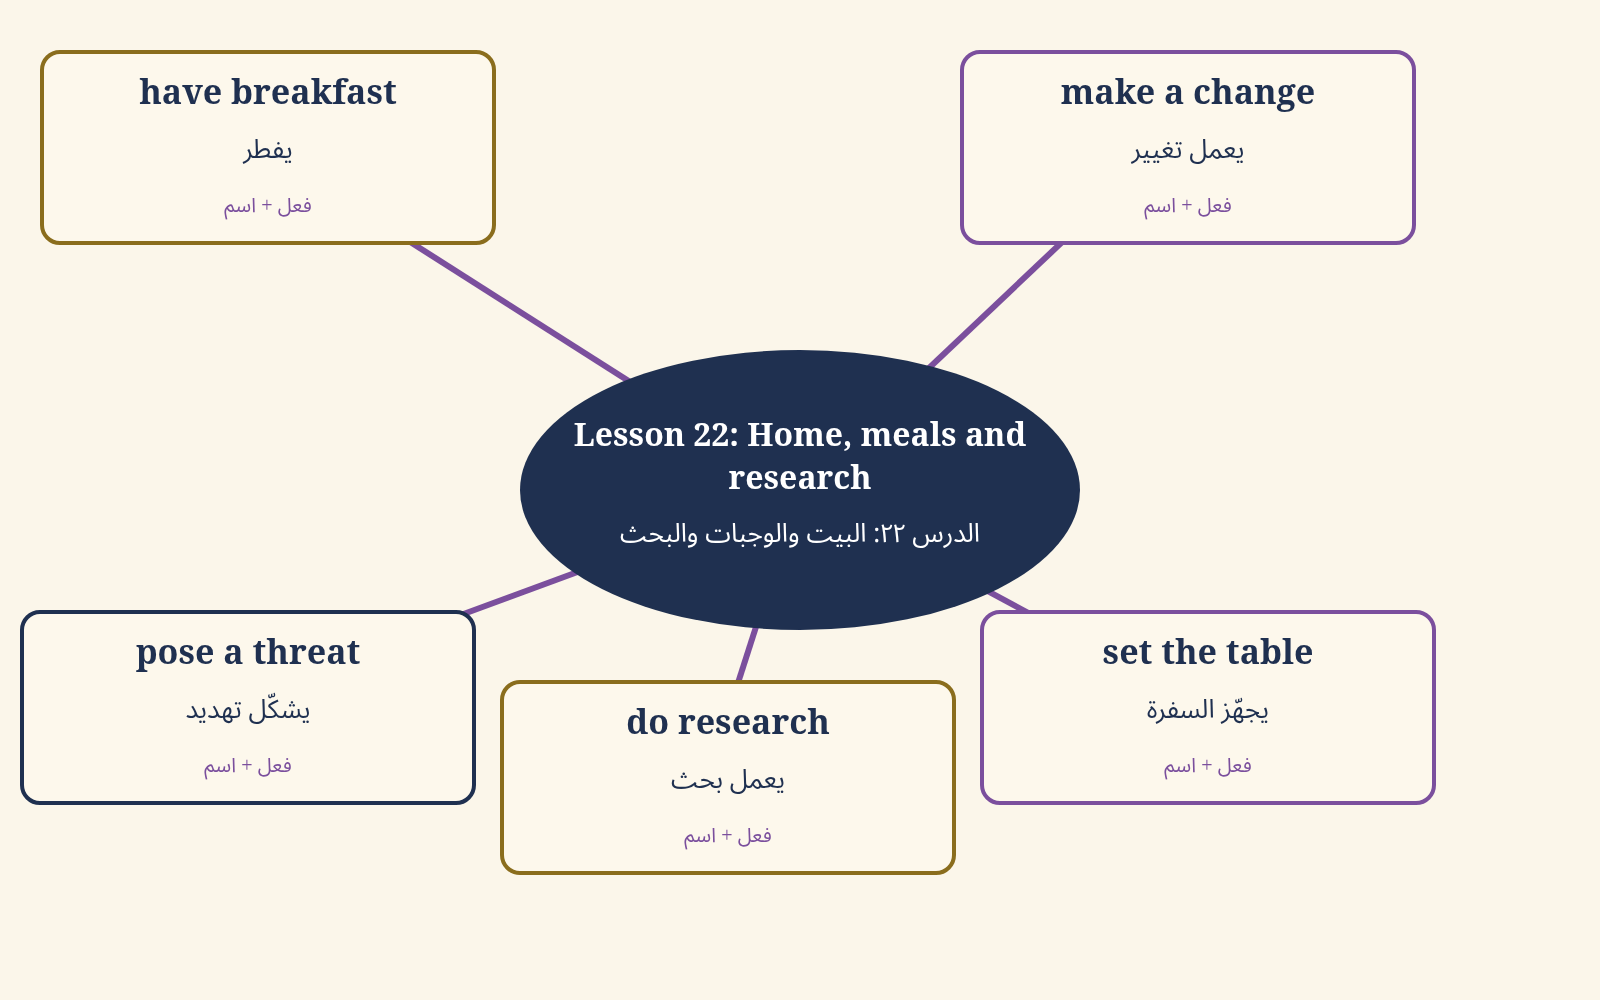 have breakfast
يفطر
فعل + اسم
make a change
يعمل تغيير
فعل + اسم
Lesson 22: Home, meals and
research
الدرس ٢٢: البيت والوجبات والبحث
pose a threat
يشكّل تهديد
فعل + اسم
do research
يعمل بحث
فعل + اسم
set the table
يجهّز السفرة
فعل + اسم